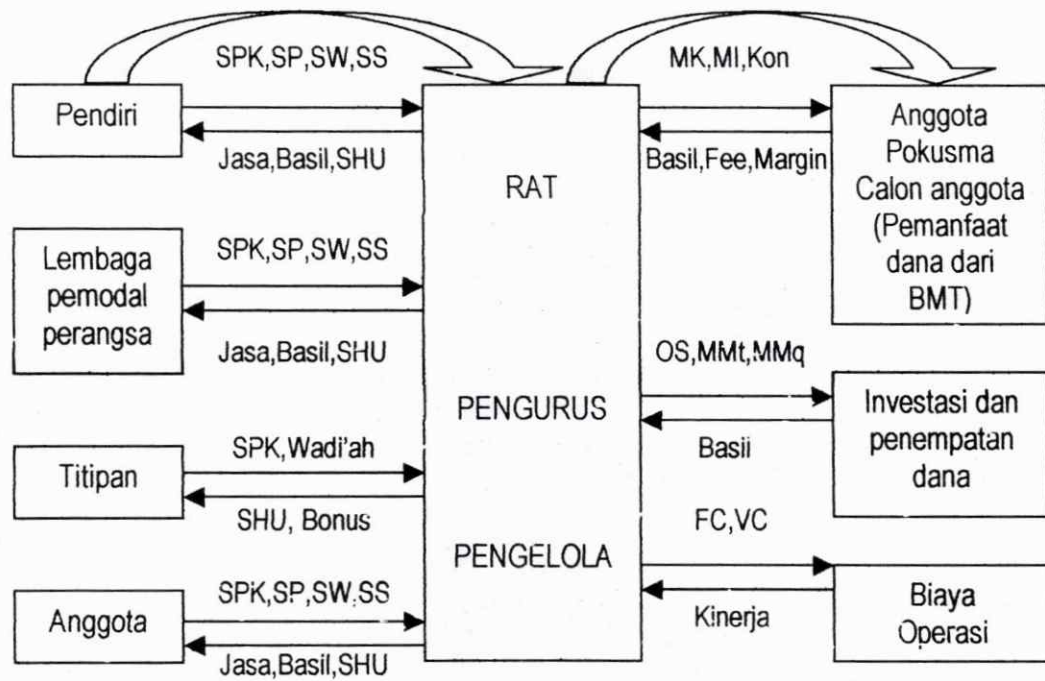 SPK,SP,SW,SS
Pendiri
Jasa,Basil,SHU
Lembaga
pemodal
perangsa
SPK,SP,SW,SS
Jasa,Basil,SHU
Titipan
SPK,Wadi'ah
SHU, Bonus
Anggota
SPK,SP,SW,SS
Jasa,Basil,SHU
RAT
PENGURUS
PENGELOLA
MK,MI,Kon
Basil,Fee,Margin
Anggota
Pokusma
Calon anggota
(Pemanfaat
dana dari
BMT)
OS,MMt,MMq
Basil
Investasi dan
penempatan
dana
FC,VC
Kinerja
Biaya
Operasi